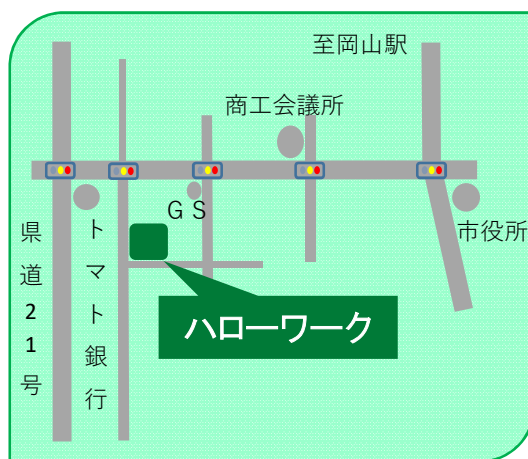 至岡山駅
商工会議所
GS
市役所
県道21号
トマト銀行
ハローワーク